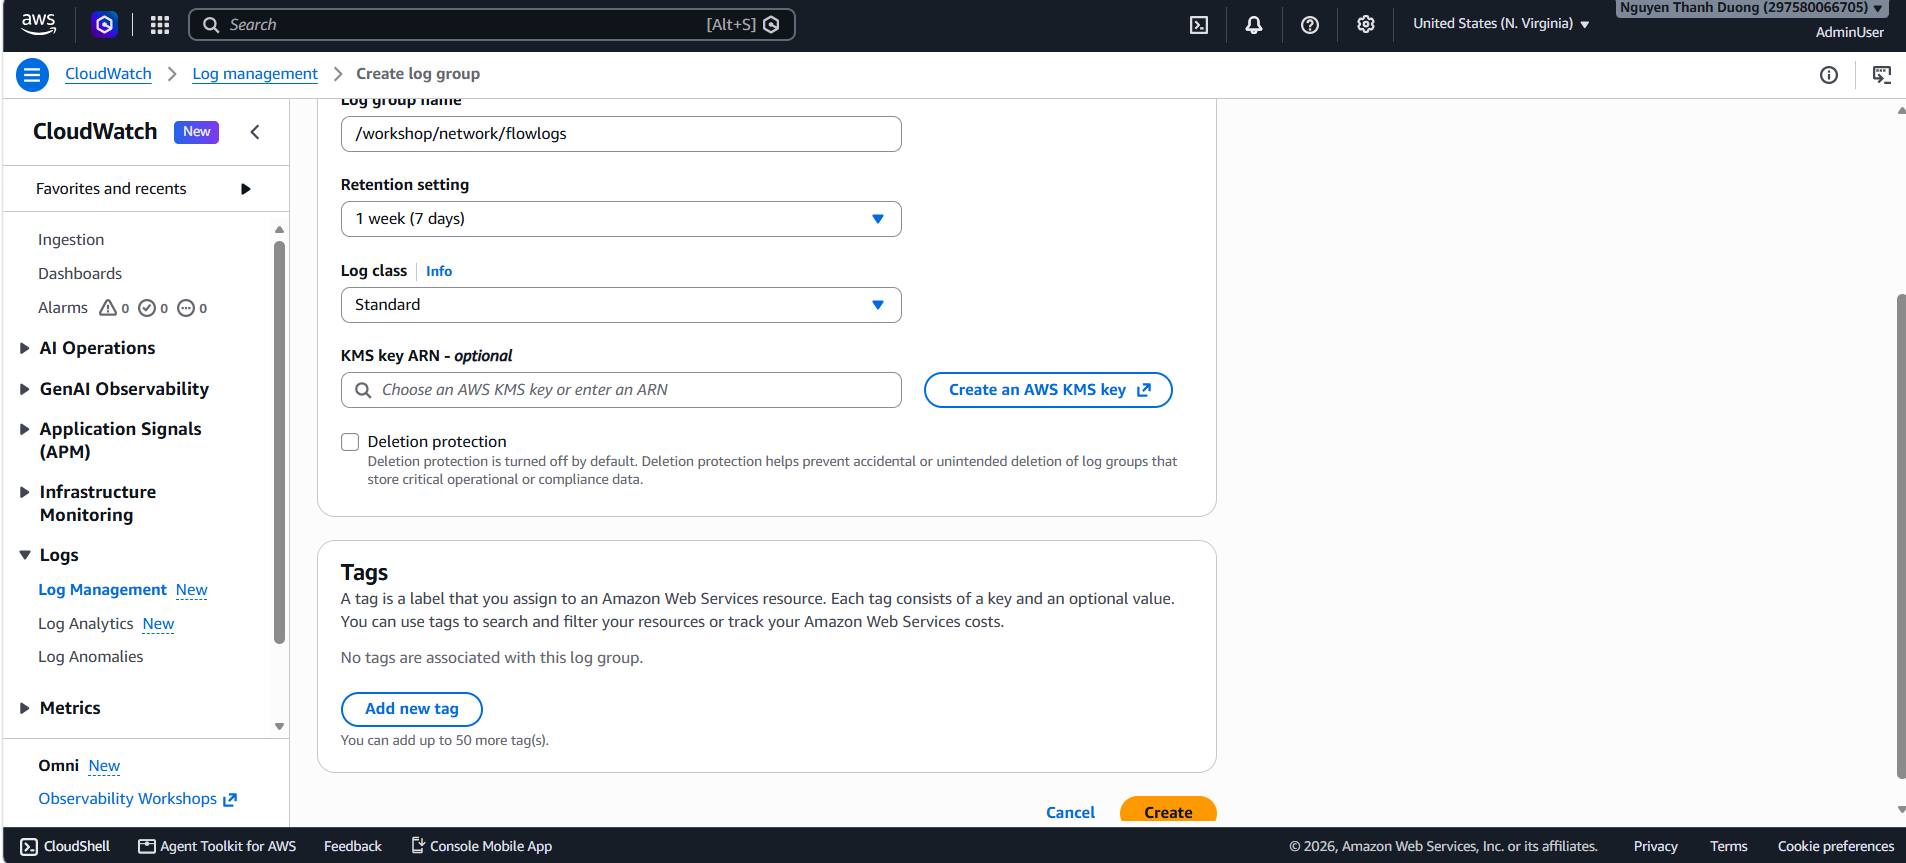 aws
Search
[Alt+S]
United States (N. Virginia)
Nguyen Thanh Duong (297580066705)
AdminUser
CloudWatch
Log management
Create log group
CloudWatch
New
Favorites and recents
Ingestion
Dashboards
Alarms 0 0 0
AI Operations
GenAI Observability
Application Signals
(APM)
Infrastructure
Monitoring
Logs
Log Management New
Log Analytics New
Log Anomalies
Metrics
Omni New
Observability Workshops
Log group name
/workshop/network/flowlogs
Retention setting
1 week (7 days)
Log class
Info
Standard
KMS key ARN - optional
Choose an AWS KMS key or enter an ARN
Create an AWS KMS key
Deletion protection
Deletion protection is turned off by default. Deletion protection helps prevent accidental or unintended deletion of log groups that
store critical operational or compliance data.
Tags
A tag is a label that you assign to an Amazon Web Services resource. Each tag consists of a key and an optional value.
You can use tags to search and filter your resources or track your Amazon Web Services costs.
No tags are associated with this log group.
Add new tag
You can add up to 50 more tag(s).
Cancel
Create
CloudShell
Agent Toolkit for AWS
Feedback
Console Mobile App
© 2026, Amazon Web Services, Inc. or its affiliates.
Privacy
Terms
Cookie preferences